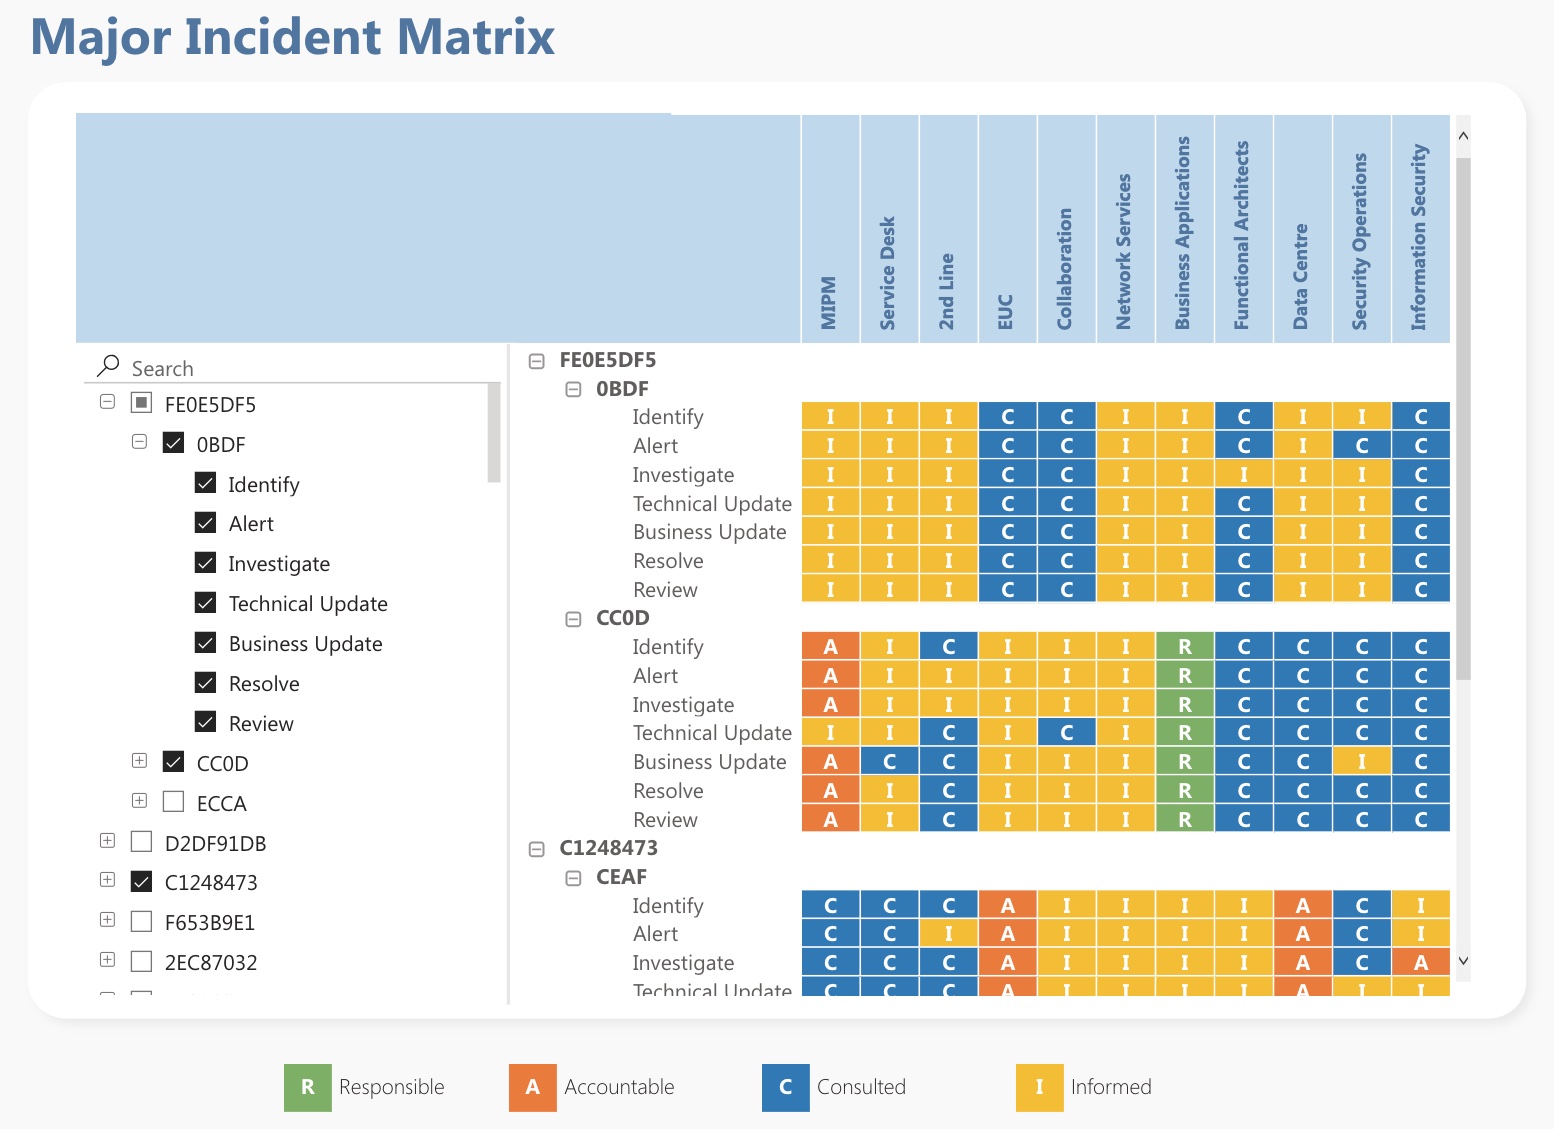 Major Incident Matrix
MIPM
Service Desk
2nd Line
EUC
Collaboration
Network Services
Business Applications
Functional Architects
Data Centre
Security Operations
Information Security
Search
FE0E5DF5
0BDF
Identify
Alert
Investigate
Technical Update
Business Update
Resolve
Review
CC0D
ECCA
D2DF91DB
C1248473
F653B9E1
2EC87032
FE0E5DF5
0BDF
Identify I I I C C I I C I I C
Alert I I I C C I I C I C C
Investigate I I I C C I I I I I C
Technical Update I I I C C I I C I I C
Business Update I I I C C I I C I I C
Resolve I I I C C I I C I I C
Review I I I C C I I C I I C
CC0D
Identify A I C I I I R C C C C
Alert A I I I I I R C C C C
Investigate A I I I I I R C C C C
Technical Update I I C I C I R C C C C
Business Update A C C I I I R C C I C
Resolve A I C I I I R C C C C
Review A I C I I I R C C C C
C1248473
CEAF
Identify C C C A I I I I A C I
Alert C C I A I I I I A C I
Investigate C C C A I I I I A C A
Technical Update C C C A I I I I A I I
R Responsible A Accountable C Consulted I Informed